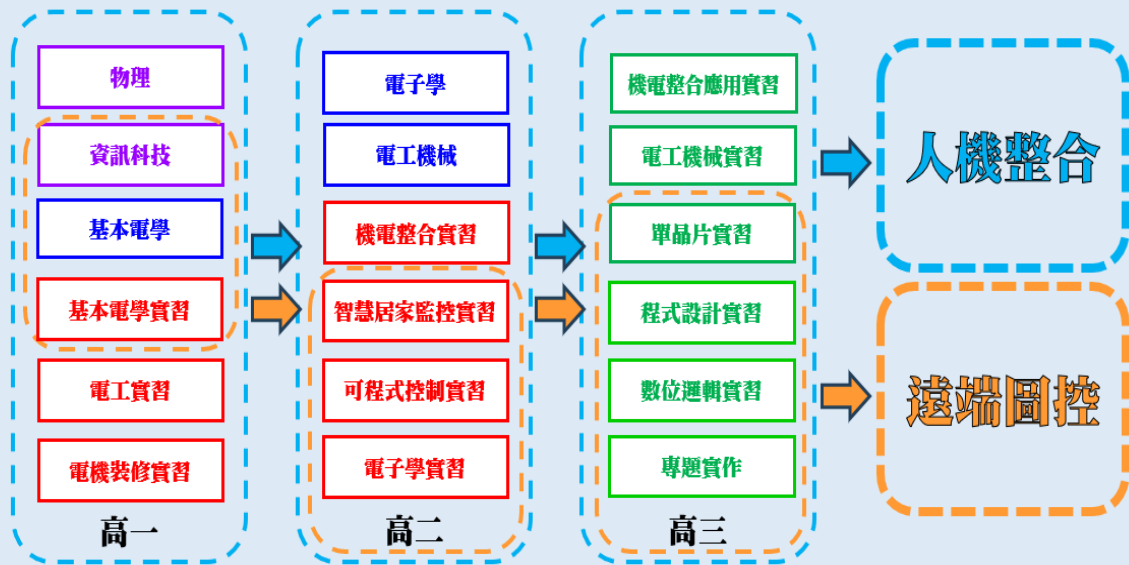 物理
資訊科技
基本電學
基本電學實習
電工實習
電機裝修實習
高一
電子學
電工機械
機電整合實習
智慧居家監控實習
可程式控制實習
電子學實習
高二
機電整合應用實習
電工機械實習
單晶片實習
程式設計實習
數位邏輯實習
專題實作
高三
人機整合
遠端圖控